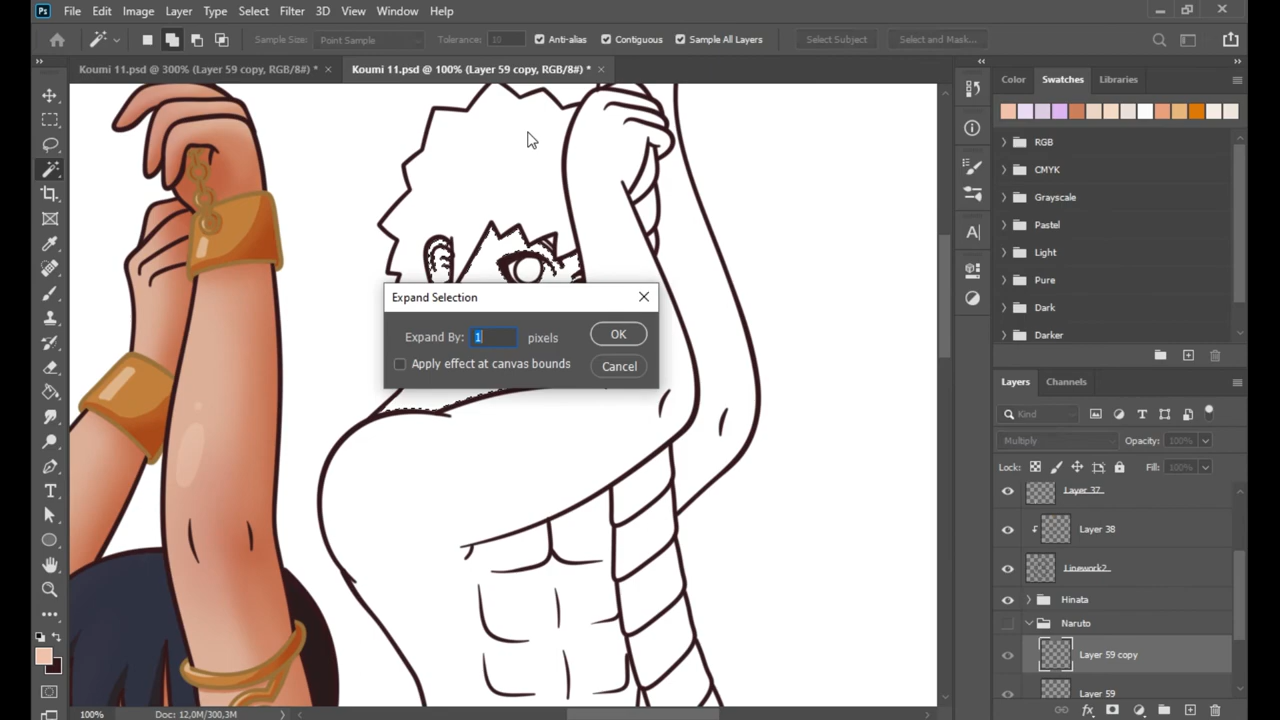 Ps File Edit Image Layer Type Select Filter 3D View Window Help
Sample Size: Point Sample Tolerance: 10 Anti-alias Contiguous Sample All Layers Select Subject Select and Mask...
Koumi 11.psd @ 300% (Layer 59 copy, RGB/8#) * × Koumi 11.psd @ 100% (Layer 59 copy, RGB/8#) * ×
Color Swatches Libraries
RGB
CMYK
Grayscale
Pastel
Light
Pure
Dark
Darker
Expand Selection
Expand By: 1 pixels OK
Apply effect at canvas bounds Cancel
Layers Channels
Kind
Multiply Opacity: 100%
Lock: Fill: 100%
Layer 37
Layer 38
Linework2
Hinata
Naruto
Layer 59 copy
Layer 59
100% Doc: 12,0M/300,3M